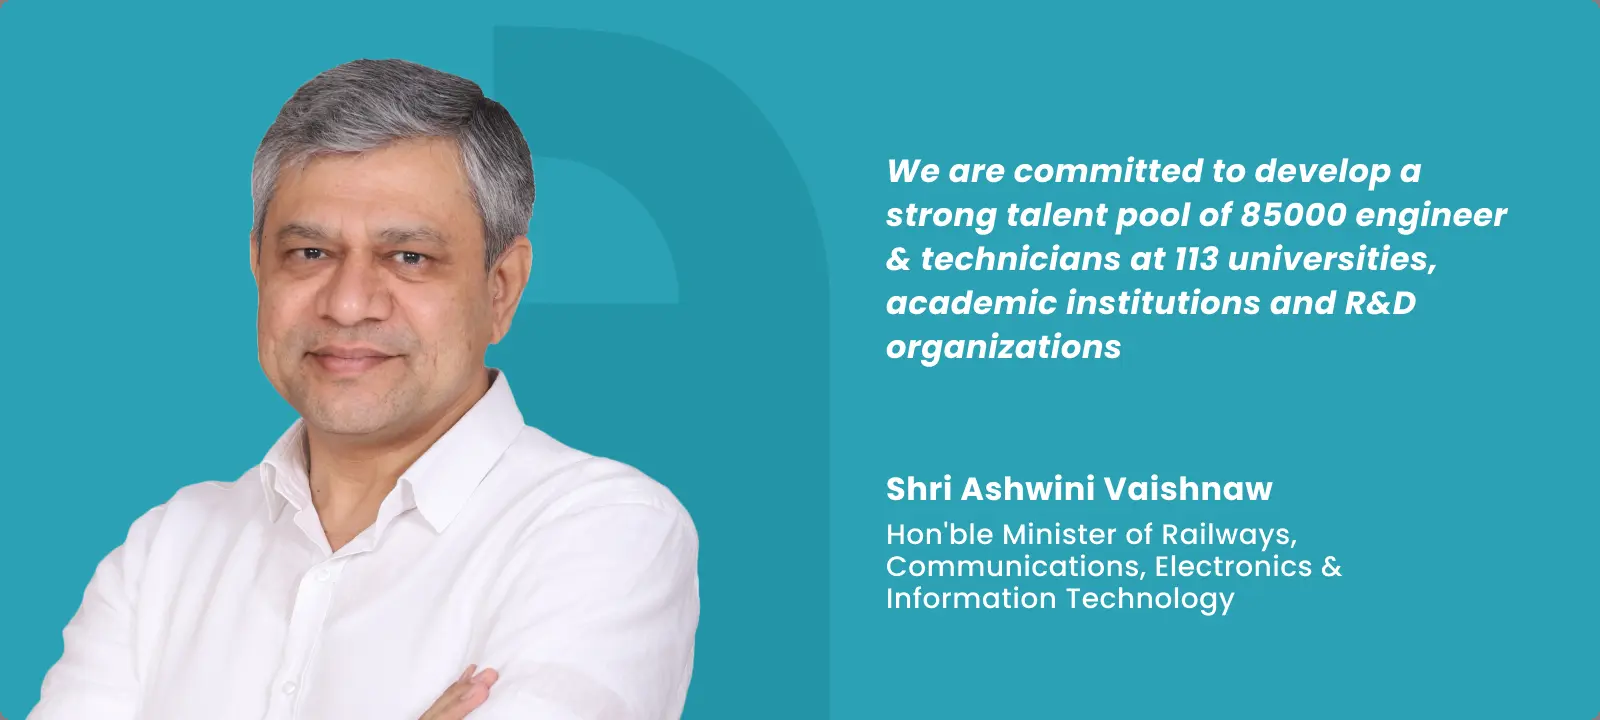 We are committed to develop a
strong talent pool of 85000 engineer
& technicians at 113 universities,
academic institutions and R&D
organizations
Shri Ashwini Vaishnaw
Hon'ble Minister of Railways,
Communications, Electronics &
Information Technology